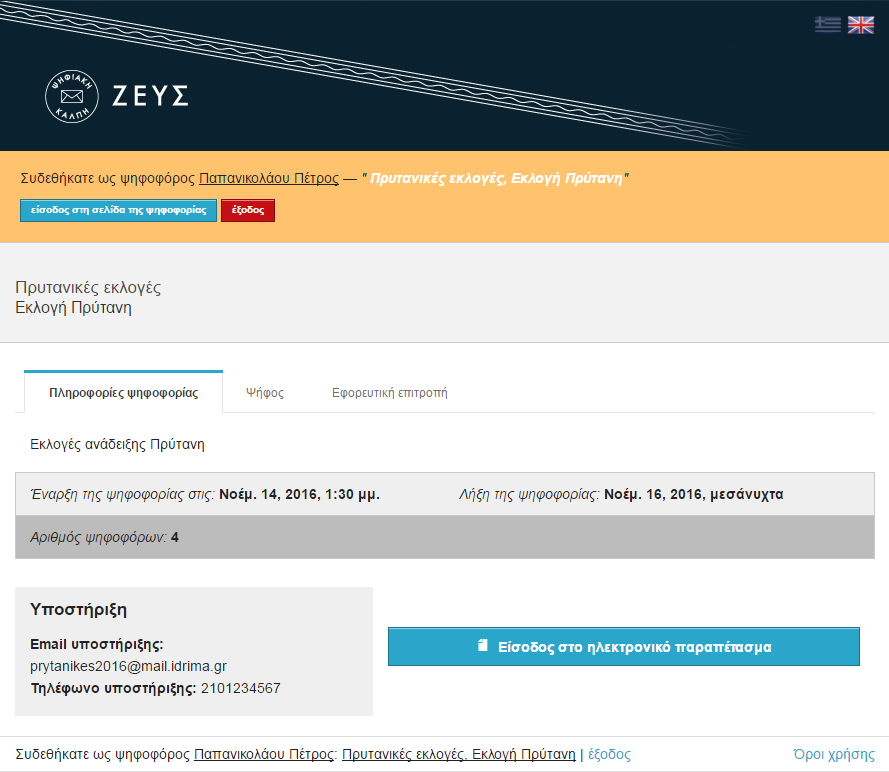 ΨΗΦΙΑΚΗ
ΚΑΛΠΗ
ΖΕΥΣ
Συδεθήκατε ως ψηφοφόρος Παπανικολάου Πέτρος — " Πρυτανικές εκλογές, Εκλογή Πρύτανη"
είσοδος στη σελίδα της ψηφοφορίας έξοδος
Πρυτανικές εκλογές
Εκλογή Πρύτανη
Πληροφορίες ψηφοφορίας Ψήφος Εφορευτική επιτροπή
Εκλογές ανάδειξης Πρύτανη
Έναρξη της ψηφοφορίας στις: Νοέμ. 14, 2016, 1:30 μμ. Λήξη της ψηφοφορίας: Νοέμ. 16, 2016, μεσάνυχτα
Αριθμός ψηφοφόρων: 4
Υποστήριξη
Email υποστήριξης:
prytanikes2016@mail.idrima.gr
Τηλέφωνο υποστήριξης: 2101234567
Είσοδος στο ηλεκτρονικό παραπέτασμα
Συδεθήκατε ως ψηφοφόρος Παπανικολάου Πέτρος: Πρυτανικές εκλογές, Εκλογή Πρύτανη | έξοδος Όροι χρήσης